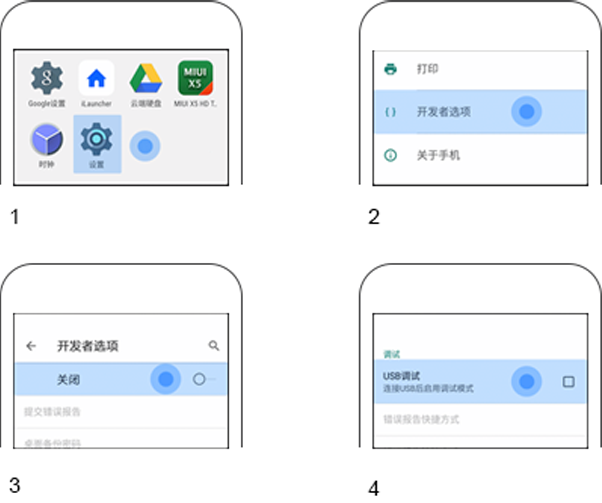 8
MIUI
X5
Google设置
iLauncher
云端硬盘
MIUI X5 HD T..
时钟
设置
1
打印
{ } 开发者选项
关于手机
2
开发者选项
关闭
提交错误报告
桌面备份密码
3
调试
USB调试
连接USB后启用调试模式
错误报告快捷方式
4